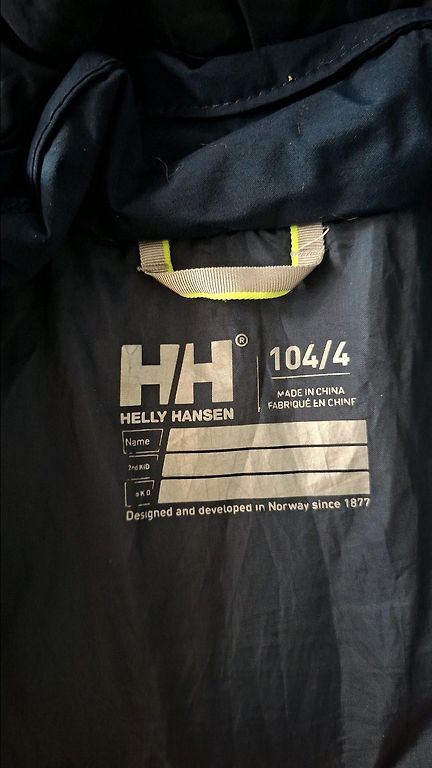 HH®
HELLY HANSEN
104/4
MADE IN CHINA
FABRIQUÉ EN CHINE
Name
2nd KiD
Designed and developed in Norway since 1877